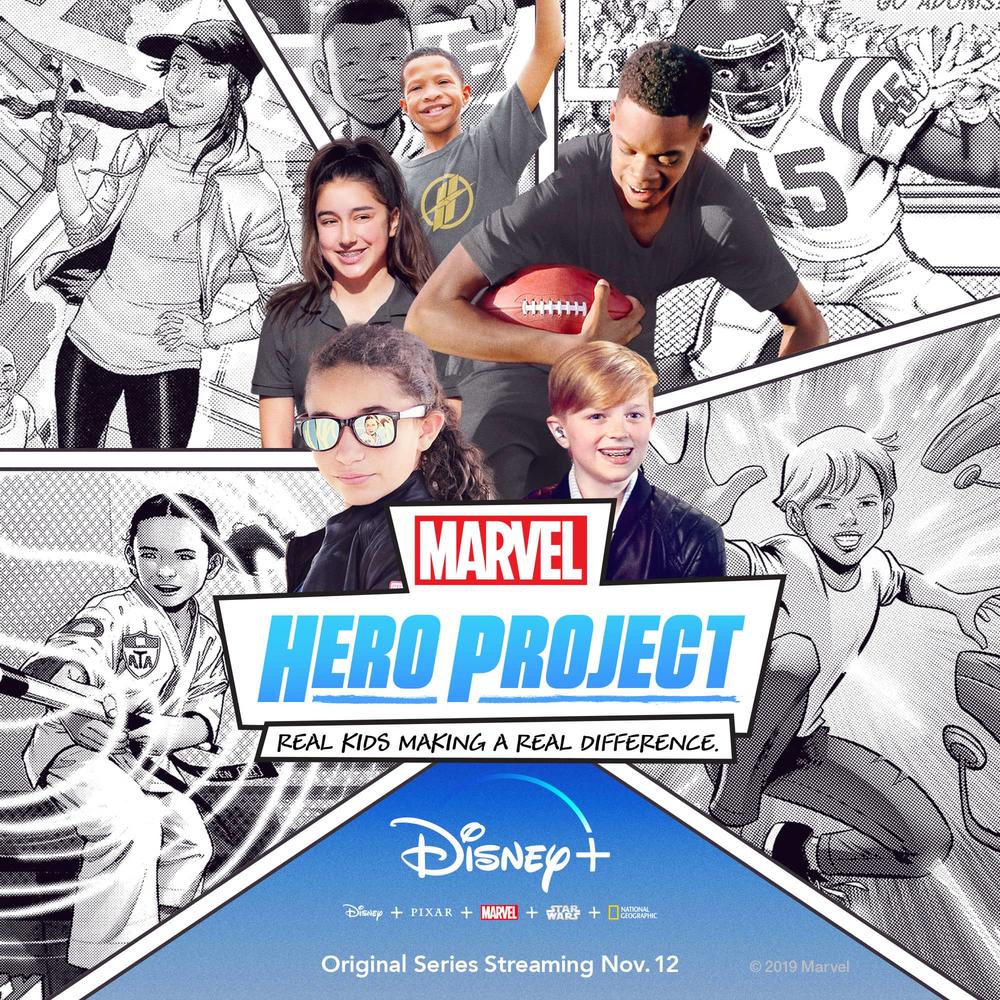 GO ADONIS
45
45
H
ATA
MARVEL
HERO PROJECT
REAL KIDS MAKING A REAL DIFFERENCE.
Disney+
Disney + PIXAR + MARVEL + STAR WARS + NATIONAL GEOGRAPHIC
Original Series Streaming Nov. 12
© 2019 Marvel